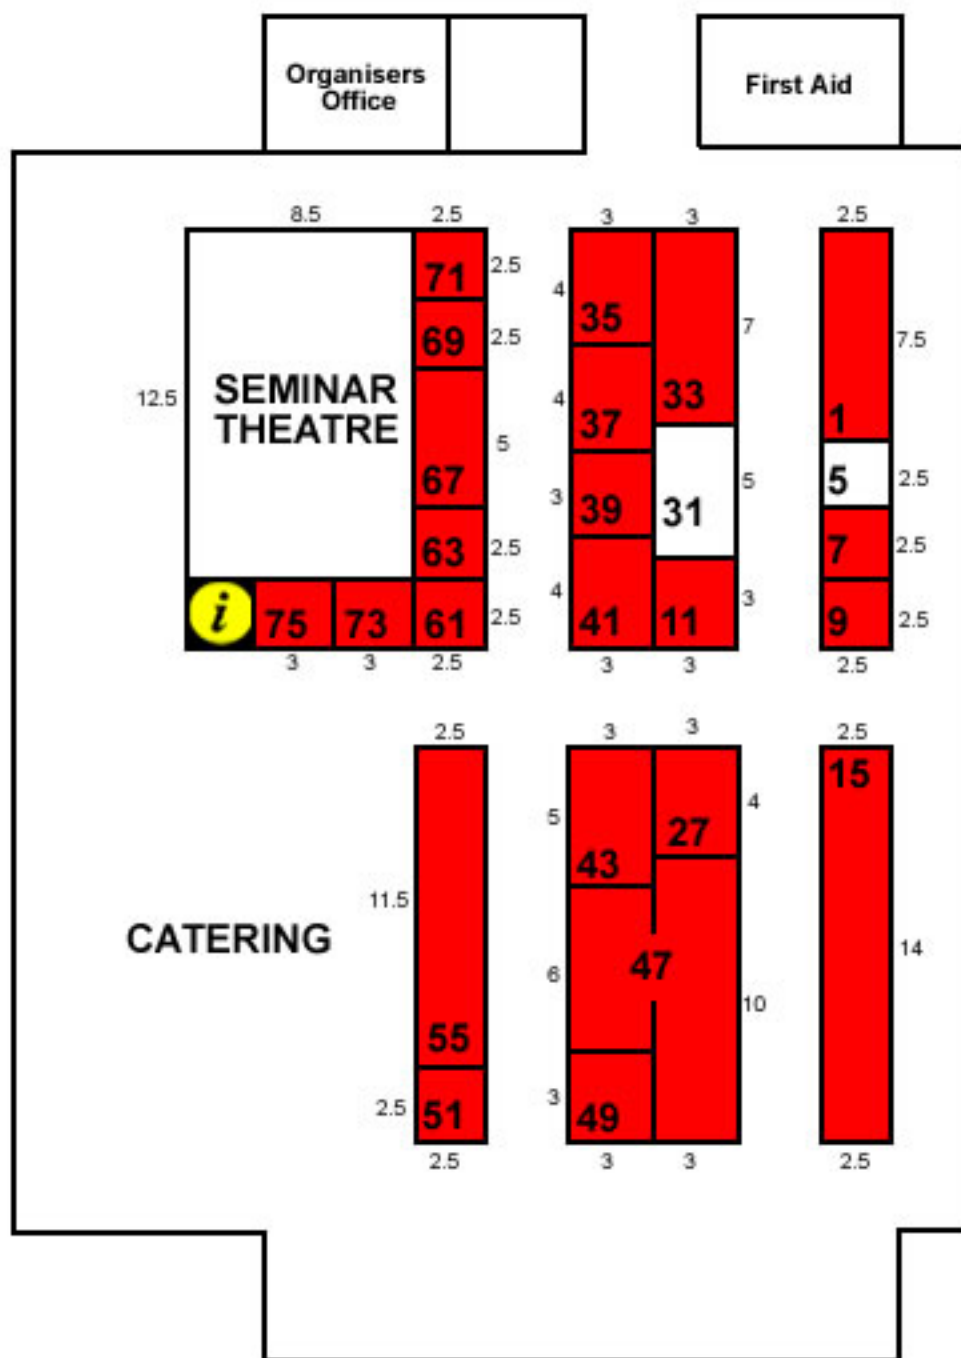 Organisers
Office
First Aid
8.5 2.5 3 3 2.5
71 2.5
4 35
7
69 2.5
7.5
12.5
SEMINAR
THEATRE
4 37
33
1
5
67
3 39
5
31
5 2.5
63 2.5
7 2.5
i 75 73 61 2.5
4 41
11 3
9 2.5
3 3 2.5 3 3 2.5
2.5 3 3 2.5
15
5 43
27 4
11.5
CATERING
14
6 47
10
55
2.5 51
3 49
2.5 3 3 2.5